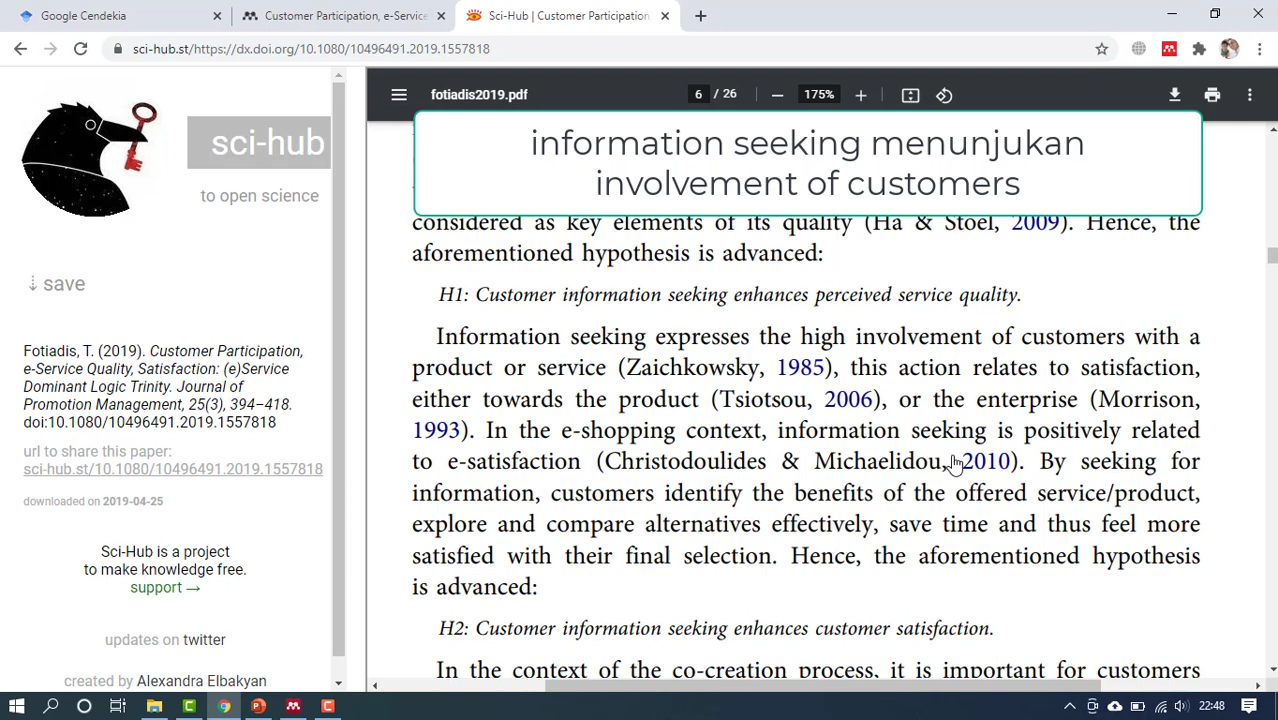 Google Cendekia
Customer Participation, e-Service
Sci-Hub | Customer Participation,
sci-hub.st/https://dx.doi.org/10.1080/10496491.2019.1557818
sci-hub
to open science
↓ save
Fotiadis, T. (2019). Customer Participation,
e-Service Quality, Satisfaction: (e)Service
Dominant Logic Trinity. Journal of
Promotion Management, 25(3), 394–418.
doi:10.1080/10496491.2019.1557818
url to share this paper:
sci-hub.st/10.1080/10496491.2019.1557818
downloaded on 2019-04-25
Sci-Hub is a project
to make knowledge free.
support →
updates on twitter
created by Alexandra Elbakyan
fotiadis2019.pdf
6 / 26
175%
information seeking menunjukan
involvement of customers
considered as key elements of its quality (Ha & Stoel, 2009). Hence, the
aforementioned hypothesis is advanced:
H1: Customer information seeking enhances perceived service quality.
Information seeking expresses the high involvement of customers with a
product or service (Zaichkowsky, 1985), this action relates to satisfaction,
either towards the product (Tsiotsou, 2006), or the enterprise (Morrison,
1993). In the e-shopping context, information seeking is positively related
to e-satisfaction (Christodoulides & Michaelidou, 2010). By seeking for
information, customers identify the benefits of the offered service/product,
explore and compare alternatives effectively, save time and thus feel more
satisfied with their final selection. Hence, the aforementioned hypothesis
is advanced:
H2: Customer information seeking enhances customer satisfaction.
In the context of the co-creation process, it is important for customers
22:48